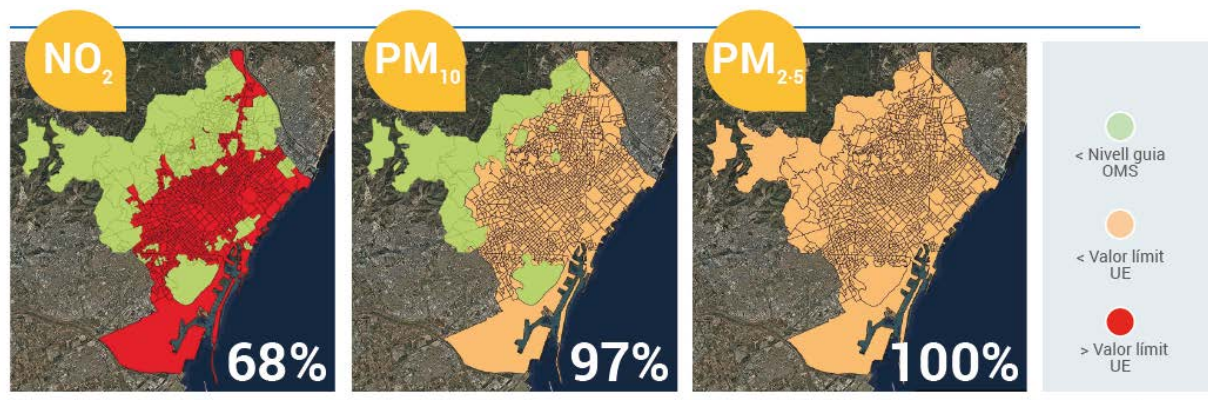 NO2
68%
PM10
97%
PM2·5
100%
< Nivell guia
OMS
< Valor límit
UE
> Valor límit
UE